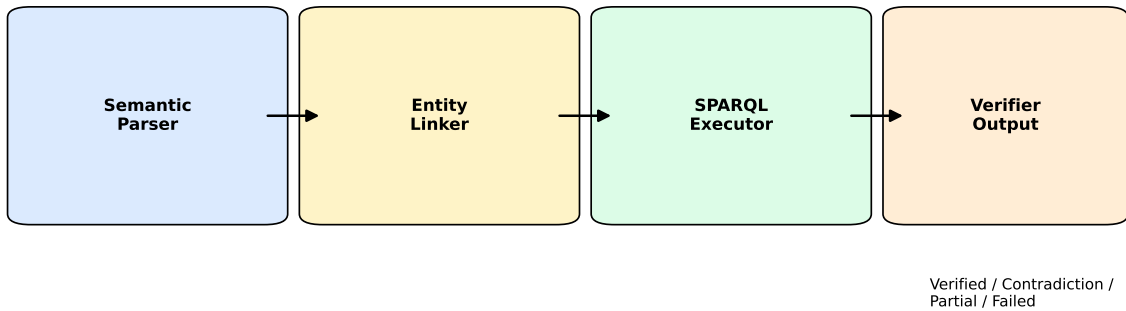 Semantic
Parser
Entity
Linker
SPARQL
Executor
Verifier
Output
Verified / Contradiction /
Partial / Failed